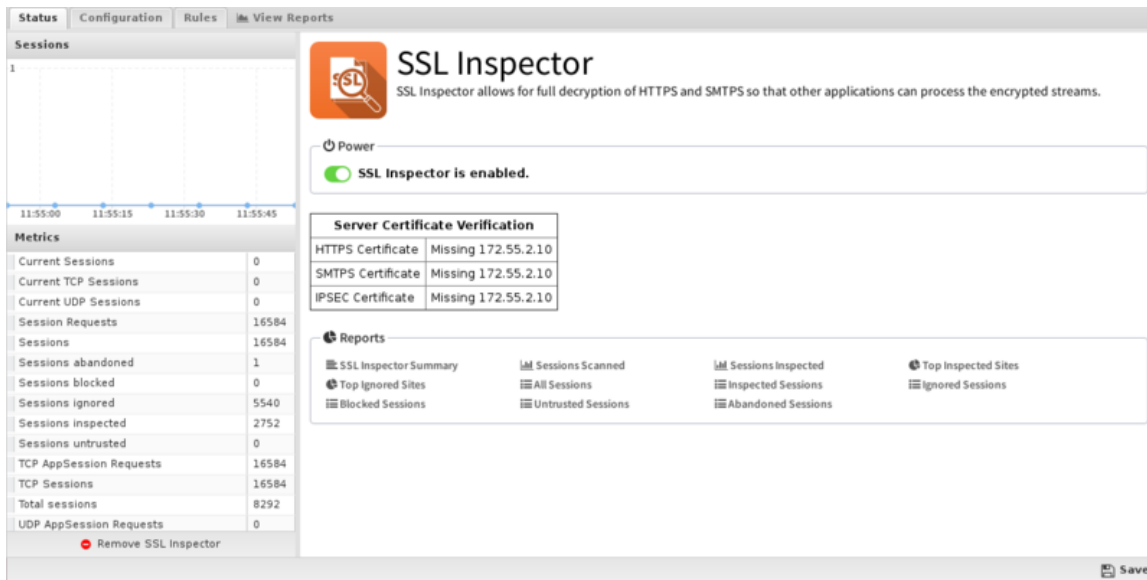 Status Configuration Rules View Reports
Sessions
1
11:55:00 11:55:15 11:55:30 11:55:45
Metrics
Current Sessions 0
Current TCP Sessions 0
Current UDP Sessions 0
Session Requests 16584
Sessions 16584
Sessions abandoned 1
Sessions blocked 0
Sessions ignored 5540
Sessions inspected 2752
Sessions untrusted 0
TCP AppSession Requests 16584
TCP Sessions 16584
Total sessions 8292
UDP AppSession Requests 0
Remove SSL Inspector
SSL
SSL Inspector
SSL Inspector allows for full decryption of HTTPS and SMTPS so that other applications can process the encrypted streams.
Power
SSL Inspector is enabled.
Server Certificate Verification
HTTPS Certificate Missing 172.55.2.10
SMTPS Certificate Missing 172.55.2.10
IPSEC Certificate Missing 172.55.2.10
Reports
SSL Inspector Summary Sessions Scanned Sessions Inspected Top Inspected Sites
Top Ignored Sites All Sessions Inspected Sessions Ignored Sessions
Blocked Sessions Untrusted Sessions Abandoned Sessions
Save